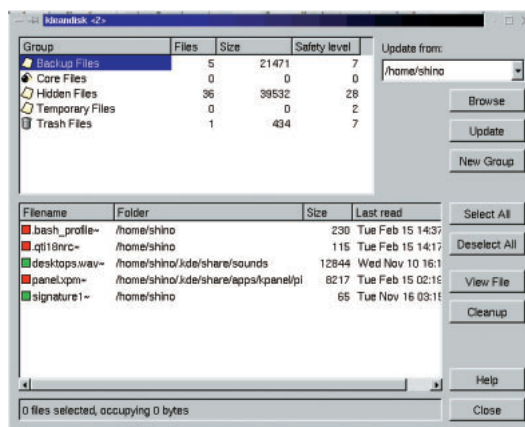 kleandisk <2>
Group Files Size Safety level
Backup Files 5 21471 7
Core Files 0 0 0
Hidden Files 36 39532 28
Temporary Files 0 0 2
Trash Files 1 434 7
Update from:
/home/shino
Browse
Update
New Group
Filename Folder Size Last read
.bash_profile~ /home/shino 230 Tue Feb 15 14:37
.qti18nrc~ /home/shino 115 Tue Feb 15 14:17
desktops.wav~ /home/shino/.kde/share/sounds 12844 Wed Nov 10 16:1
panel.xpm~ /home/shino/.kde/share/apps/kpanel/pi 8217 Tue Feb 15 02:19
signature1~ /home/shino 65 Tue Nov 16 03:15
Select All
Deselect All
View File
Cleanup
Help
0 files selected, occupying 0 bytes
Close